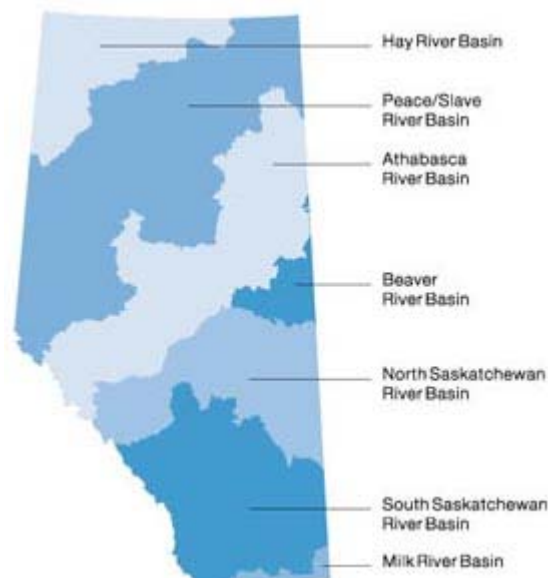 Hay River Basin
Peace/Slave
River Basin
Athabasca
River Basin
Beaver
River Basin
North Saskatchewan
River Basin
South Saskatchewan
River Basin
Milk River Basin